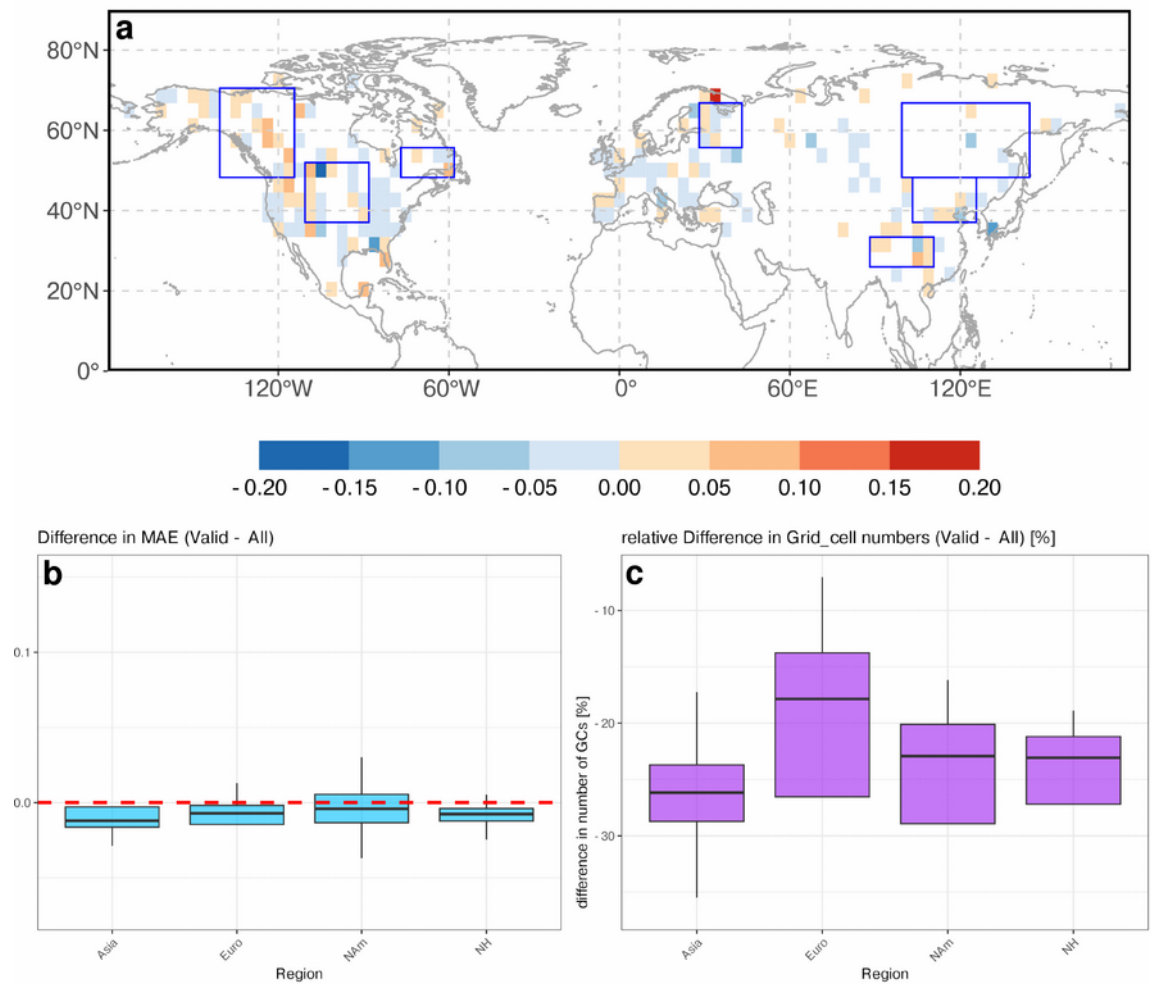 a
80°N
60°N
40°N
20°N
0°
120°W 60°W 0° 60°E 120°E
-0.20 -0.15 -0.10 -0.05 0.00 0.05 0.10 0.15 0.20
Difference in MAE (Valid - All)
b
0.1
0.0
Asia Euro NAm NH
Region
relative Difference in Grid_cell numbers (Valid - All) [%]
c
difference in number of GCs [%]
-10
-20
-30
Asia Euro NAm NH
Region